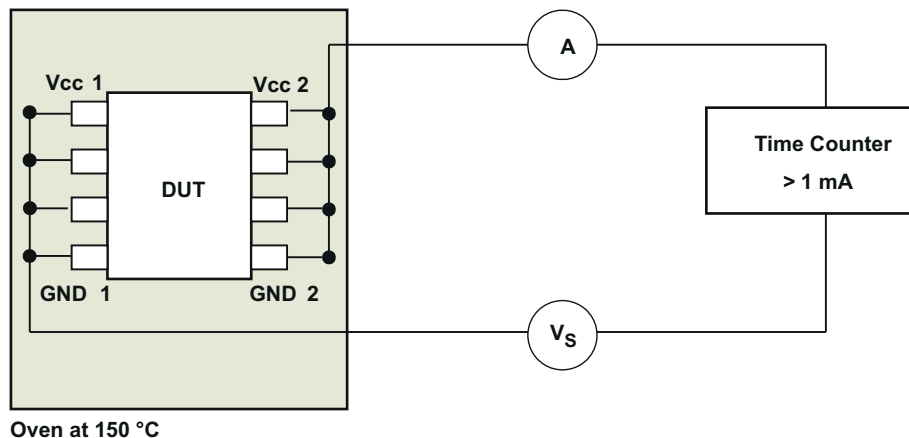 A
Vcc 1
Vcc 2
Time Counter
> 1 mA
DUT
GND 1
GND 2
VS
Oven at 150 °C